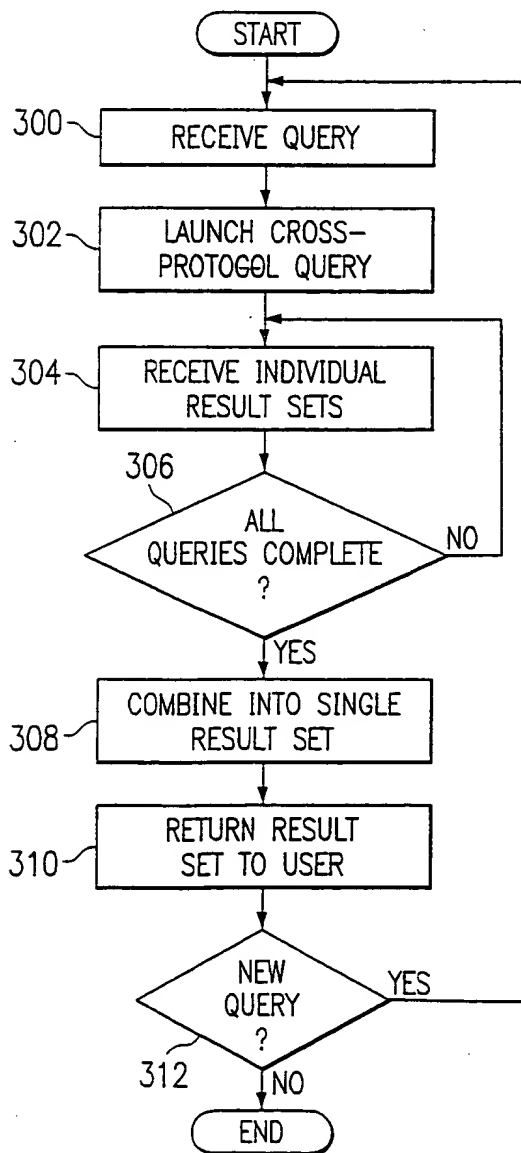 START
300
RECEIVE QUERY
302
LAUNCH CROSS-
PROTOGOL QUERY
304
RECEIVE INDIVIDUAL
RESULT SETS
306
ALL
QUERIES COMPLETE
?
NO
YES
308
COMBINE INTO SINGLE
RESULT SET
310
RETURN RESULT
SET TO USER
NEW
QUERY
?
YES
312
NO
END